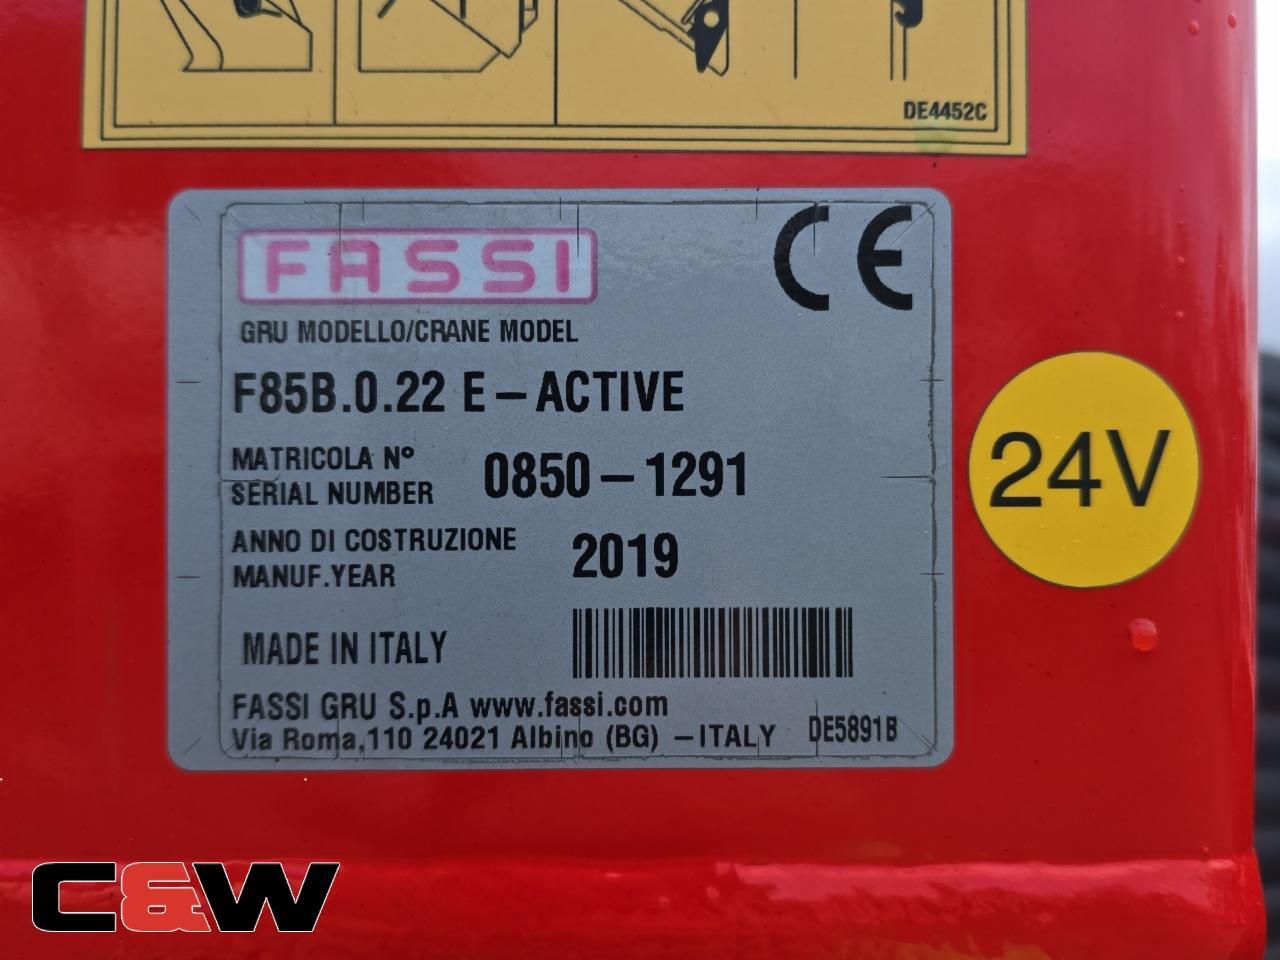 DE4452C
FASSI CE
GRU MODELLO/CRANE MODEL
F85B.0.22 E-ACTIVE
MATRICOLA N°
SERIAL NUMBER 0850-1291
ANNO DI COSTRUZIONE
MANUF.YEAR 2019
MADE IN ITALY
FASSI GRU S.p.A www.fassi.com
Via Roma,110 24021 Albino (BG) -ITALY DE5891B
24V
C&W